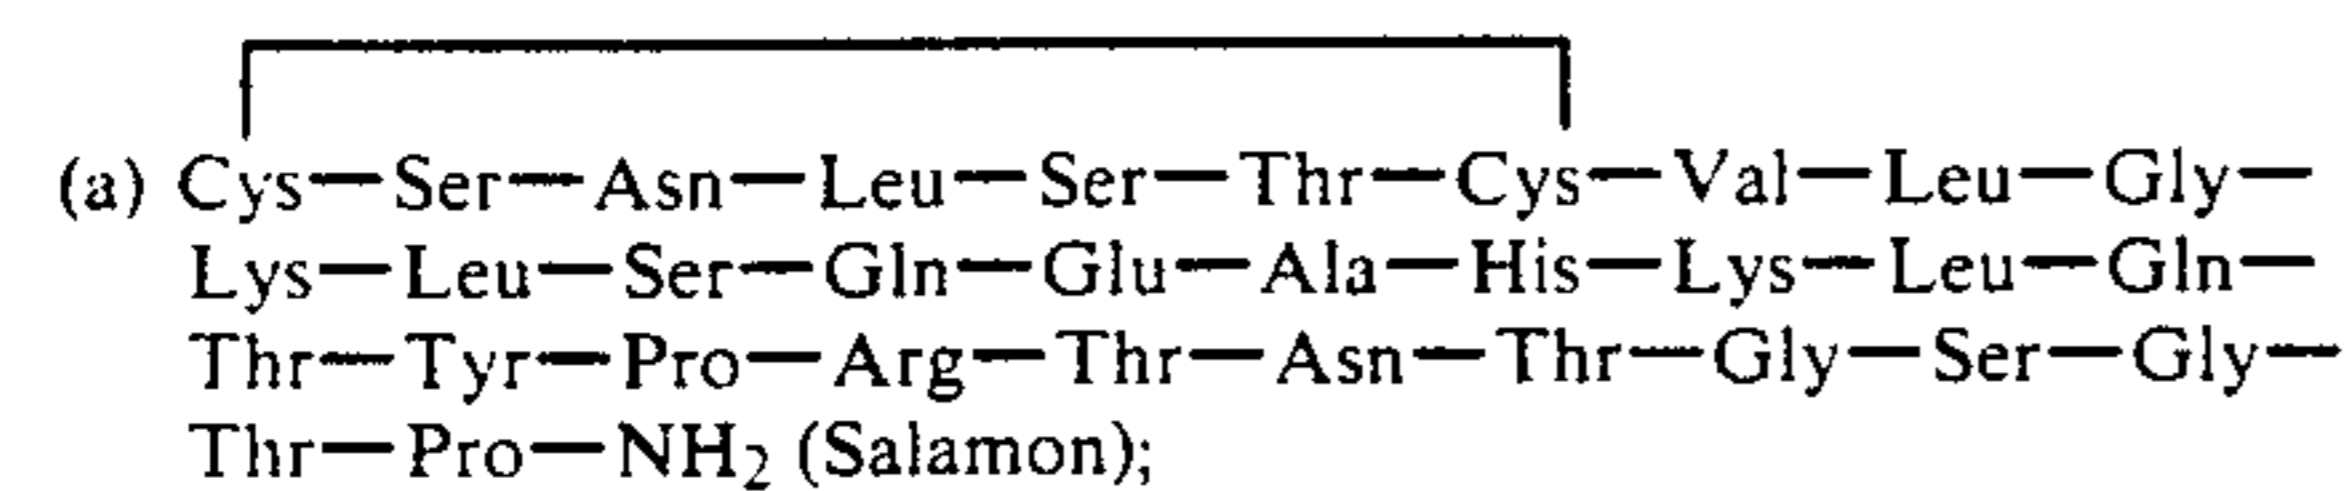 (a) Cys—Ser—Asn—Leu—Ser—Thr—Cys—Val—Leu—Gly—
Lys—Leu—Ser—Gln—Glu—Ala—His—Lys—Leu—Gln—
Thr—Tyr—Pro—Arg—Thr—Asn—Thr—Gly—Ser—Gly—
Thr—Pro—NH₂ (Salamon);